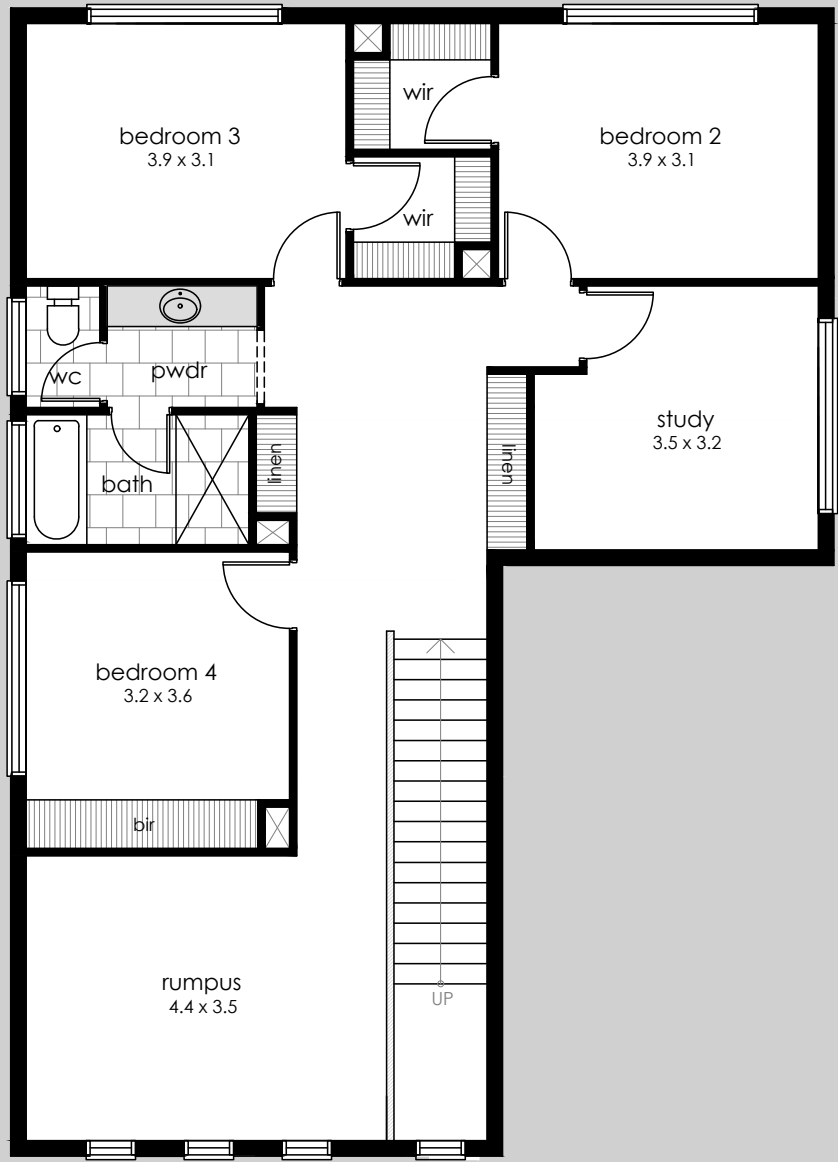 wir
bedroom 3
3.9 x 3.1
bedroom 2
3.9 x 3.1
wir
wc
pwdr
study
3.5 x 3.2
linen
linen
bath
bedroom 4
3.2 x 3.6
bir
rumpus
4.4 x 3.5
UP